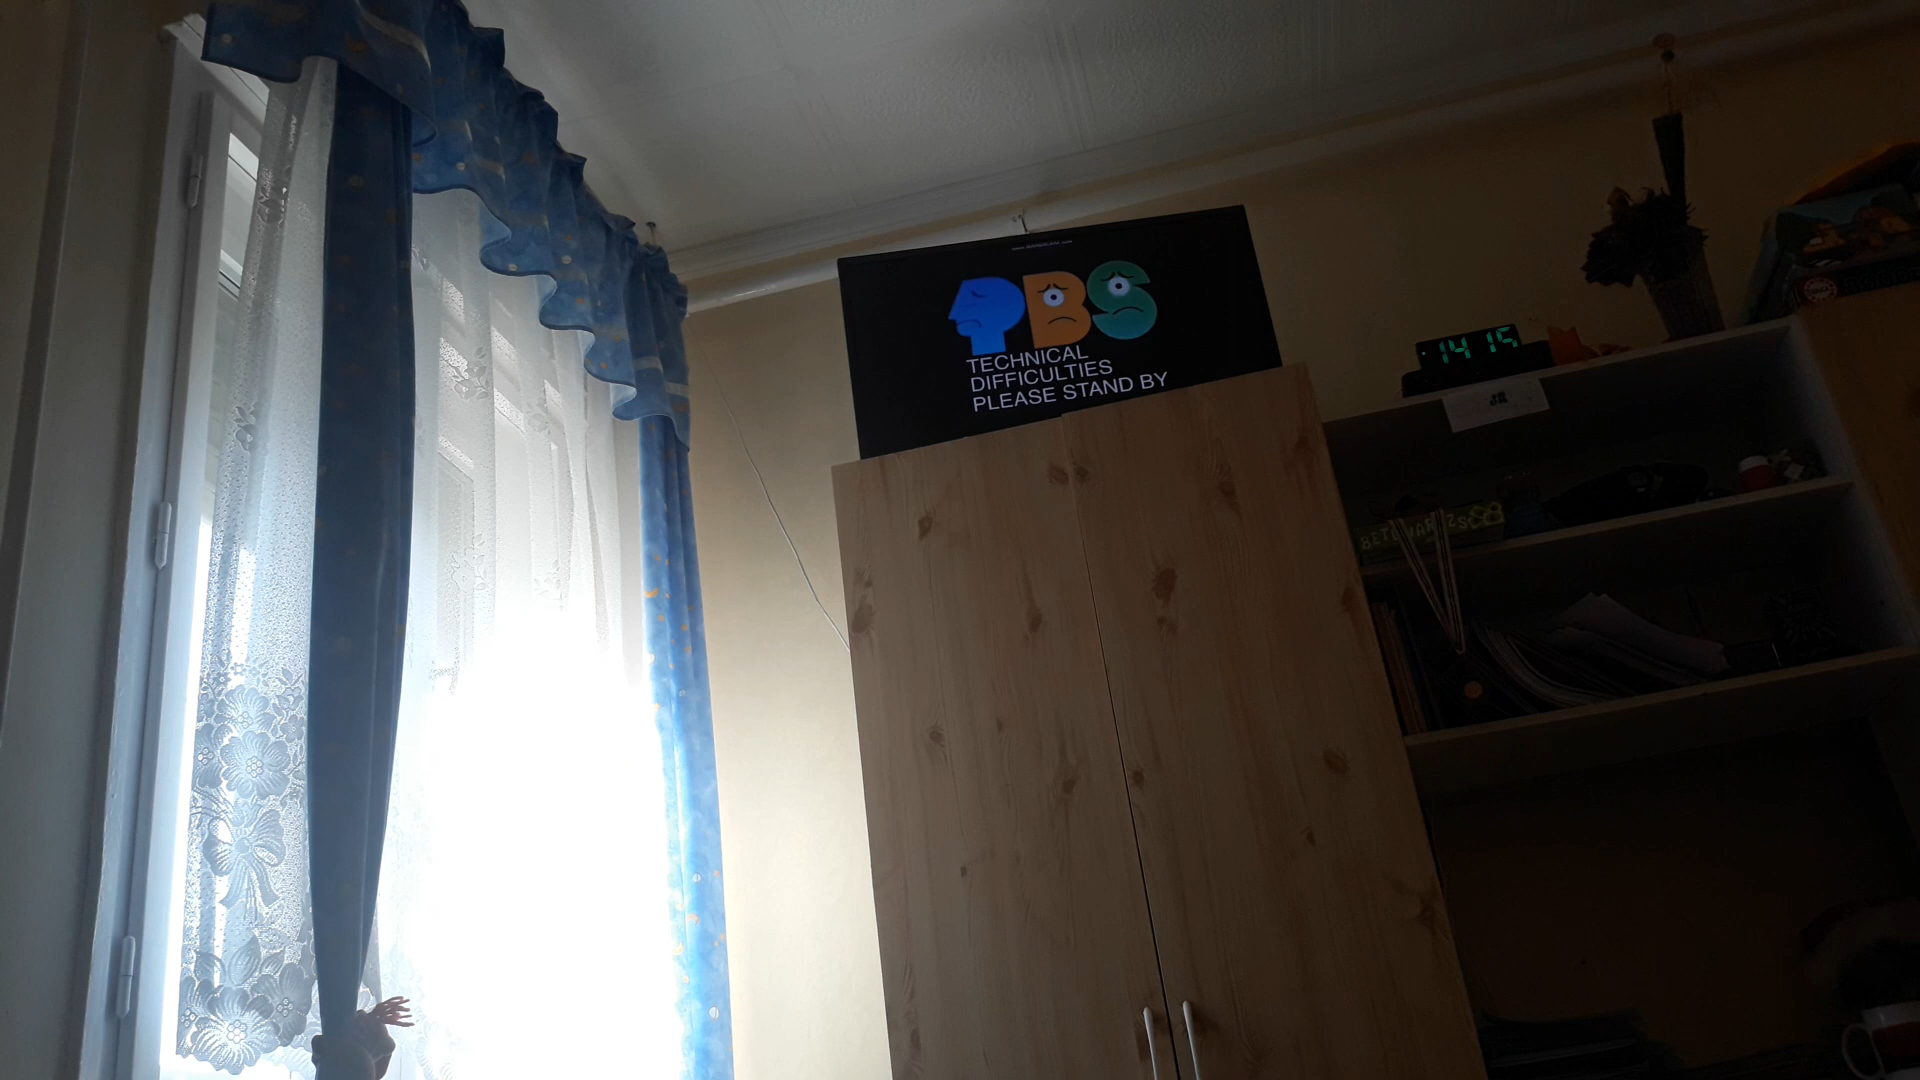 PBS
TECHNICAL
DIFFICULTIES
PLEASE STAND BY
14 15